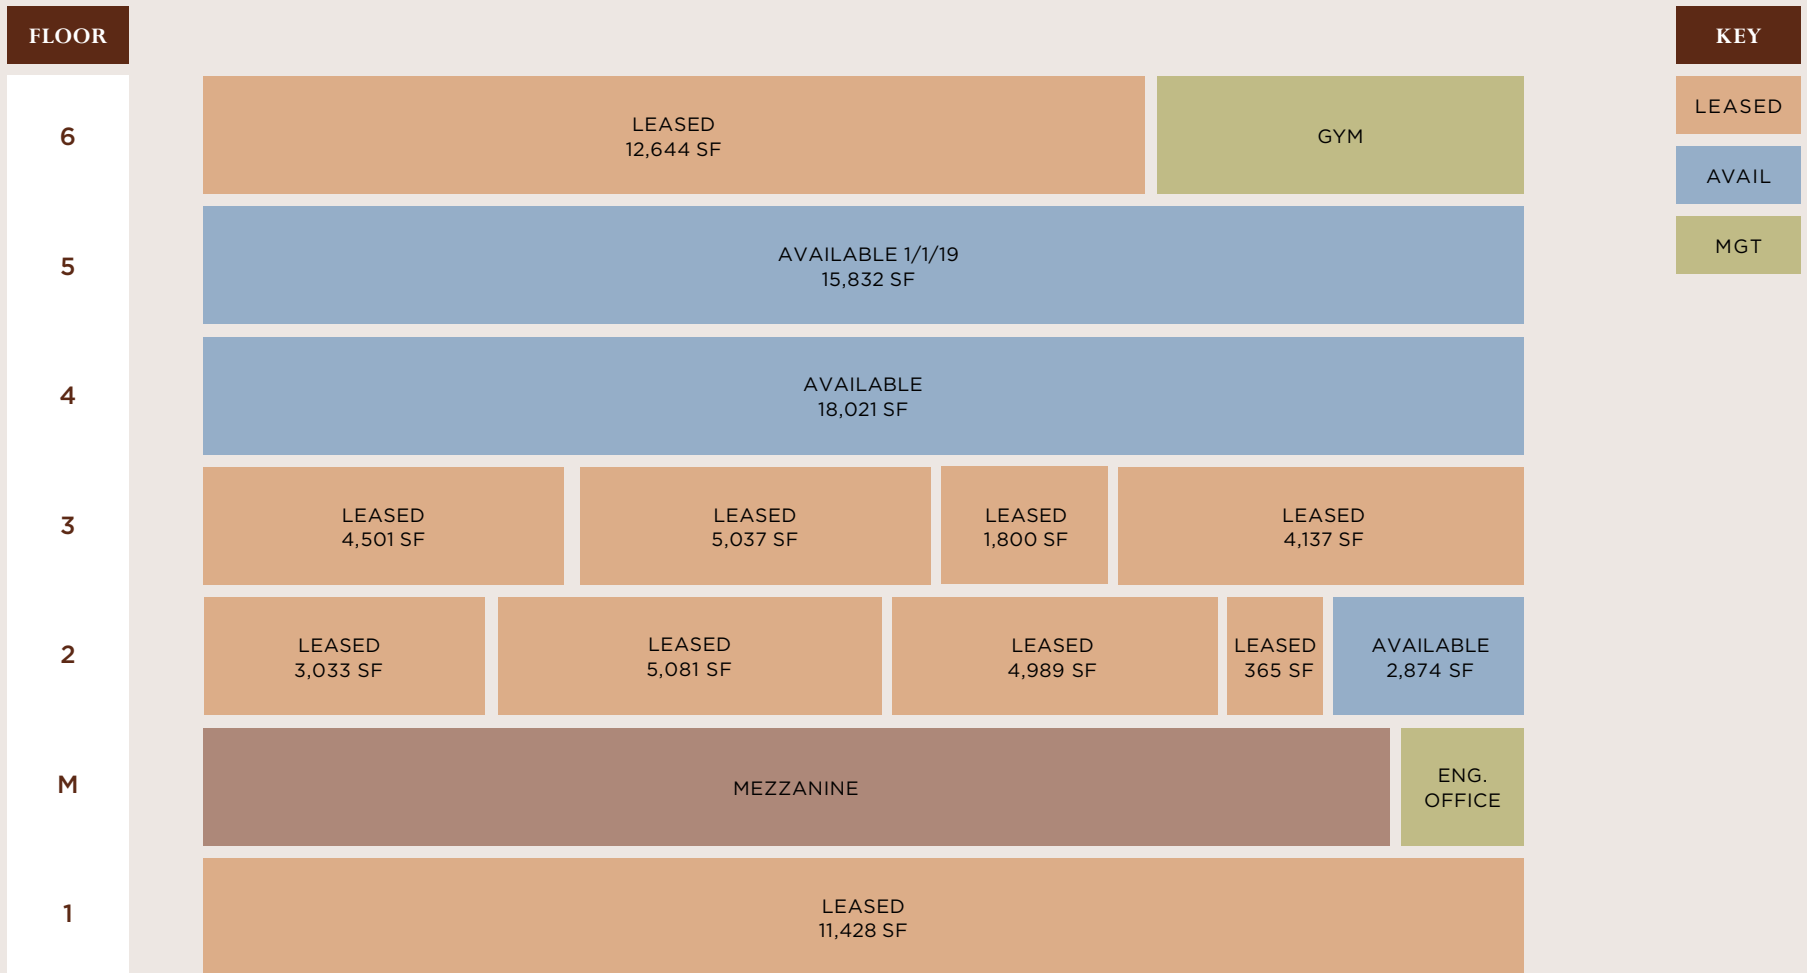 FLOOR
KEY
6
LEASED
12,644 SF
GYM
LEASED
AVAIL
MGT
5
AVAILABLE 1/1/19
15,832 SF
4
AVAILABLE
18,021 SF
3
LEASED
4,501 SF
LEASED
5,037 SF
LEASED
1,800 SF
LEASED
4,137 SF
2
LEASED
3,033 SF
LEASED
5,081 SF
LEASED
4,989 SF
LEASED
365 SF
AVAILABLE
2,874 SF
M
MEZZANINE
ENG.
OFFICE
1
LEASED
11,428 SF